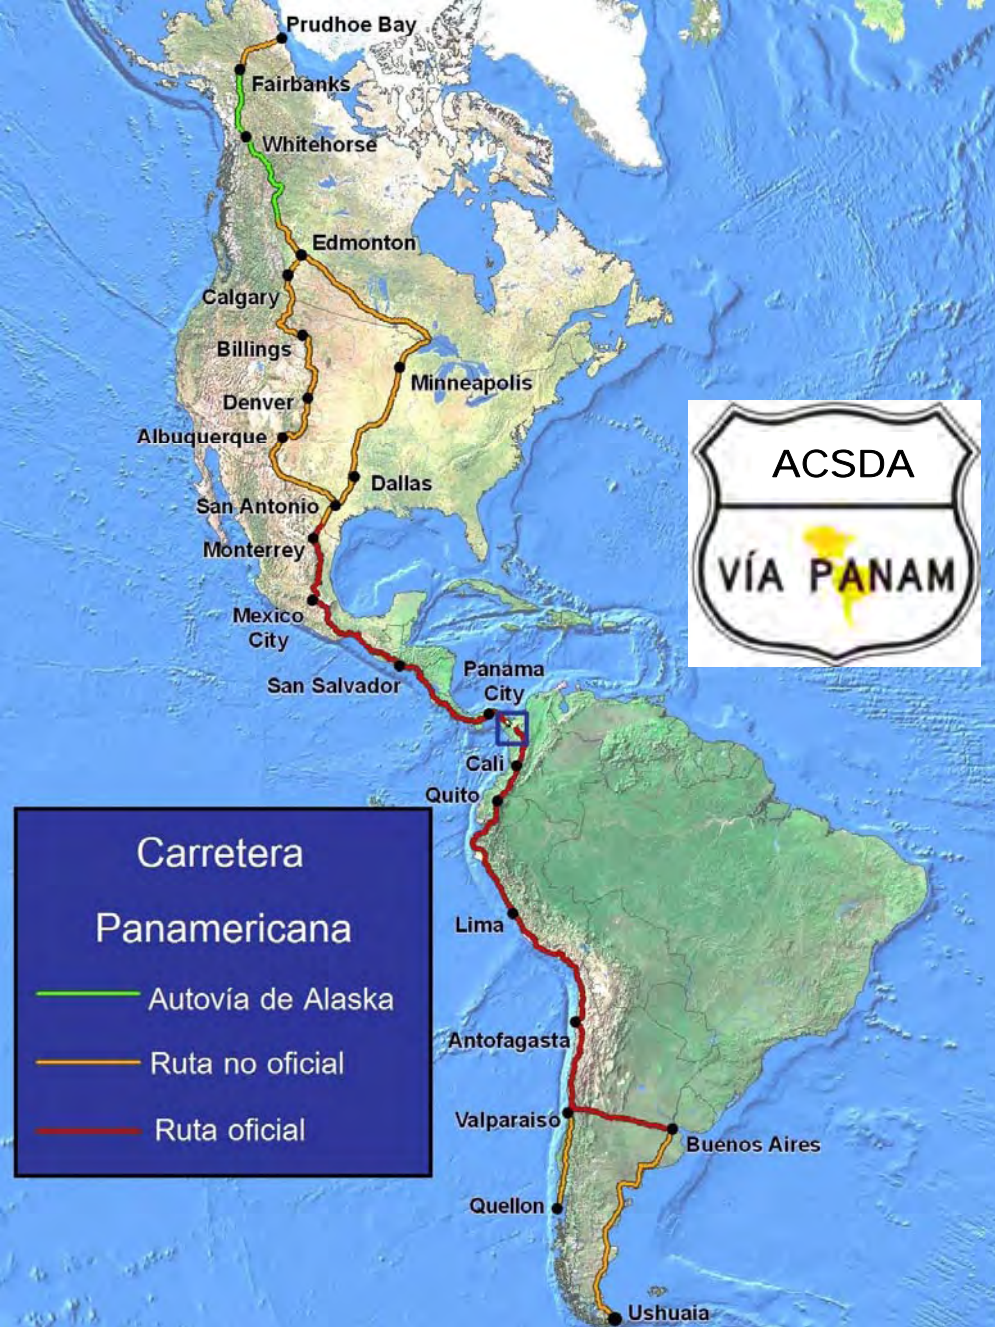 Prudhoe Bay
Fairbanks
Whitehorse
Edmonton
Calgary
Billings
Minneapolis
Denver
Albuquerque
Dallas
San Antonio
Monterrey
Mexico
City
San Salvador
Panama
City
Cali
Quito
Lima
Antofagasta
Valparaiso
Buenos Aires
Quellon
Ushuaia
ACSDA
VÍA PANAM
Carretera
Panamericana
Autovía de Alaska
Ruta no oficial
Ruta oficial